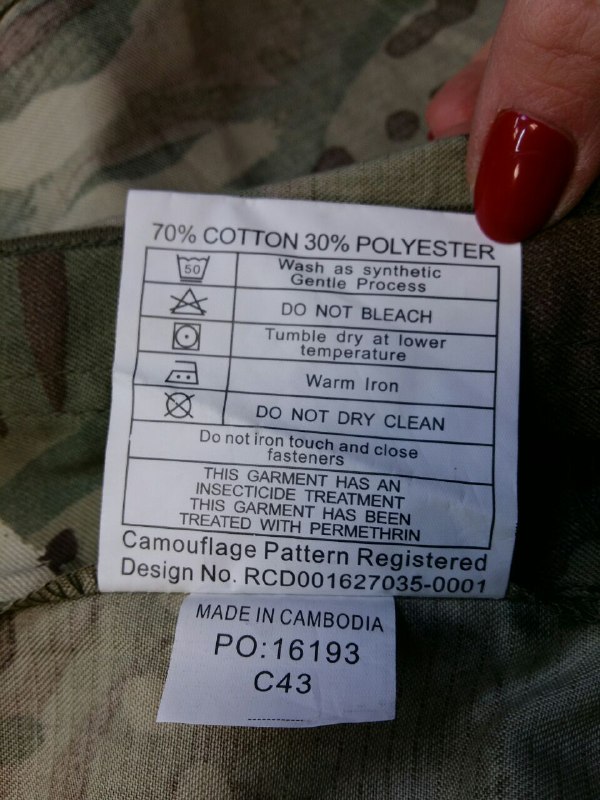 70% COTTON 30% POLYESTER
50
Wash as synthetic
Gentle Process
DO NOT BLEACH
Tumble dry at lower
temperature
Warm Iron
DO NOT DRY CLEAN
Do not iron touch and close
fasteners
THIS GARMENT HAS AN
INSECTICIDE TREATMENT
THIS GARMENT HAS BEEN
TREATED WITH PERMETHRIN
Camouflage Pattern Registered
Design No. RCD001627035-0001
MADE IN CAMBODIA
PO:16193
C43